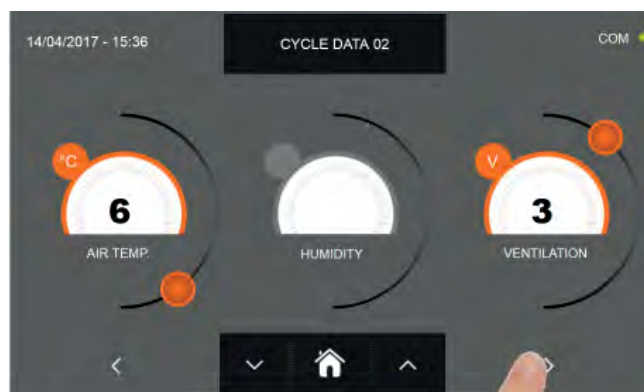 14/04/2017 - 15:36
CYCLE DATA 02
COM
°C
6
AIR TEMP.
HUMIDITY
V
3
VENTILATION